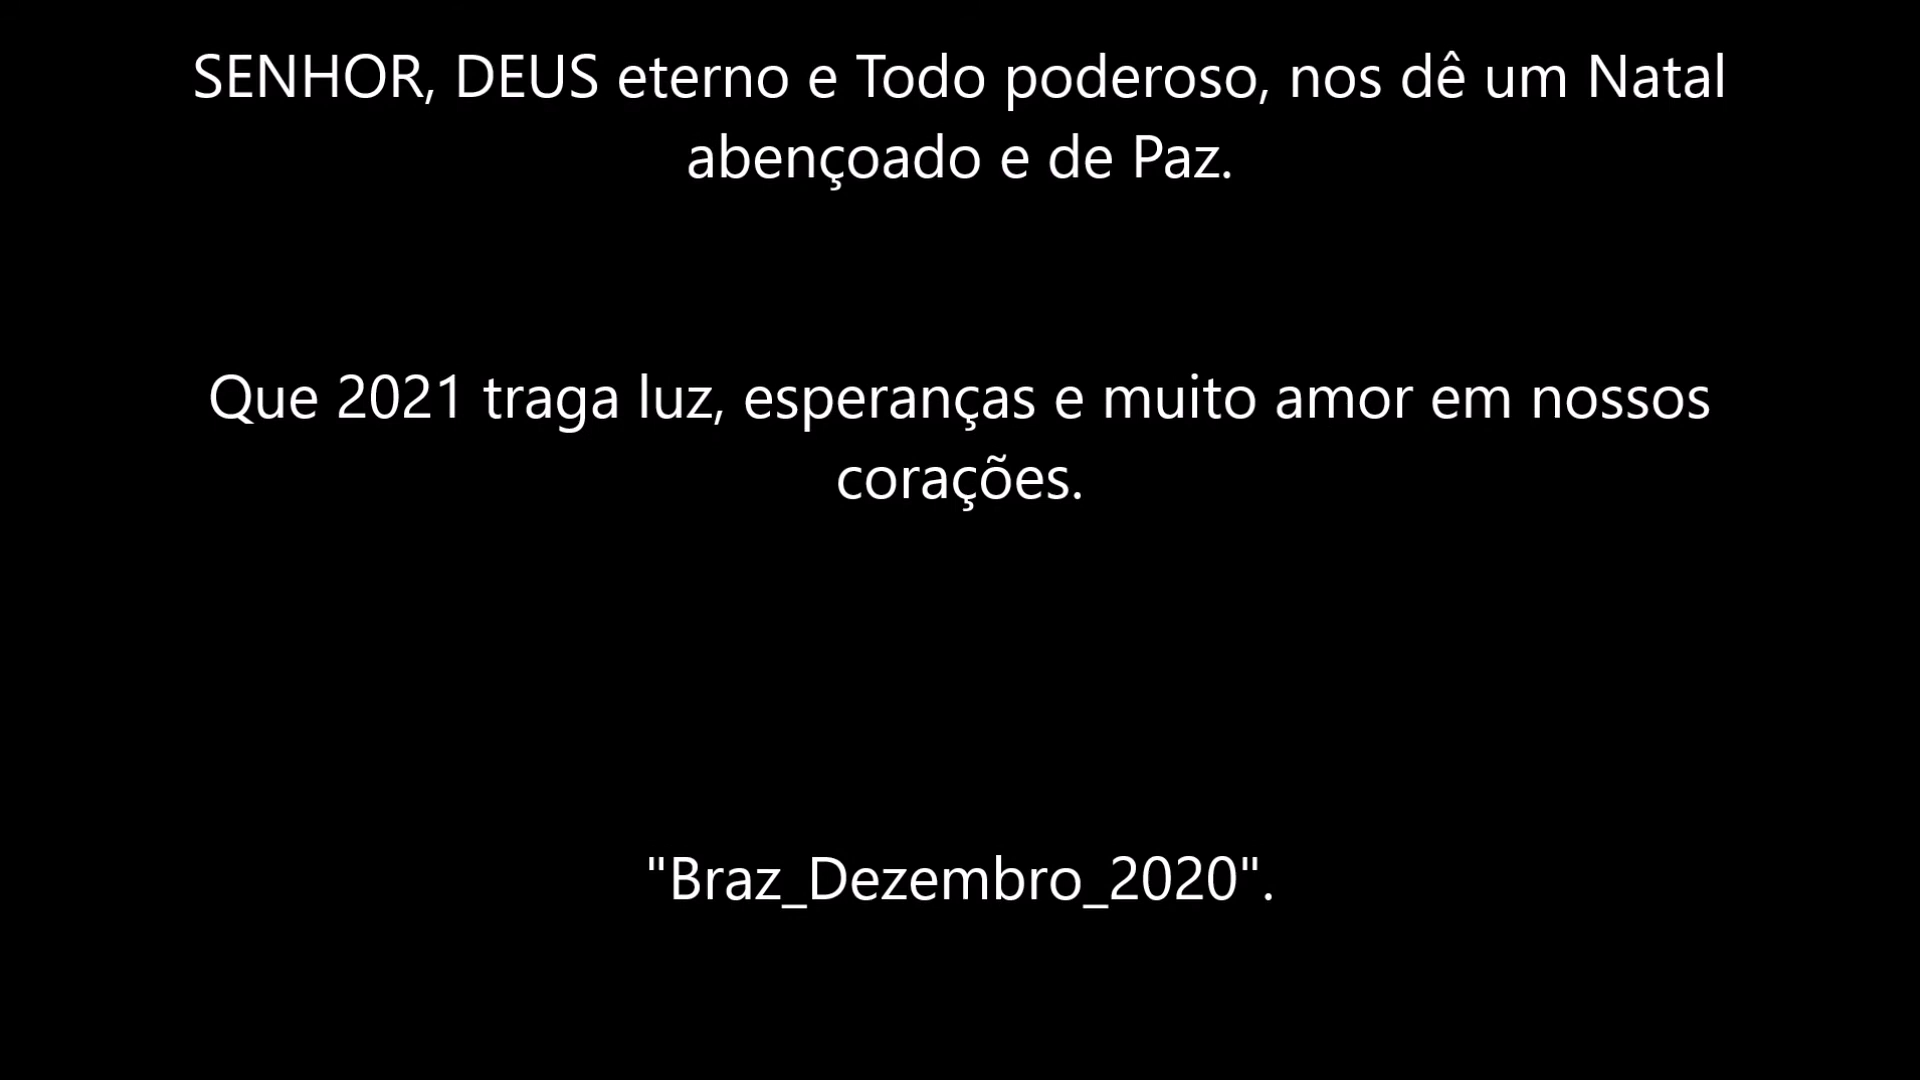 SENHOR, DEUS eterno e Todo poderoso, nos dê um Natal
abençoado e de Paz.
Que 2021 traga luz, esperanças e muito amor em nossos
corações.
"Braz_Dezembro_2020".